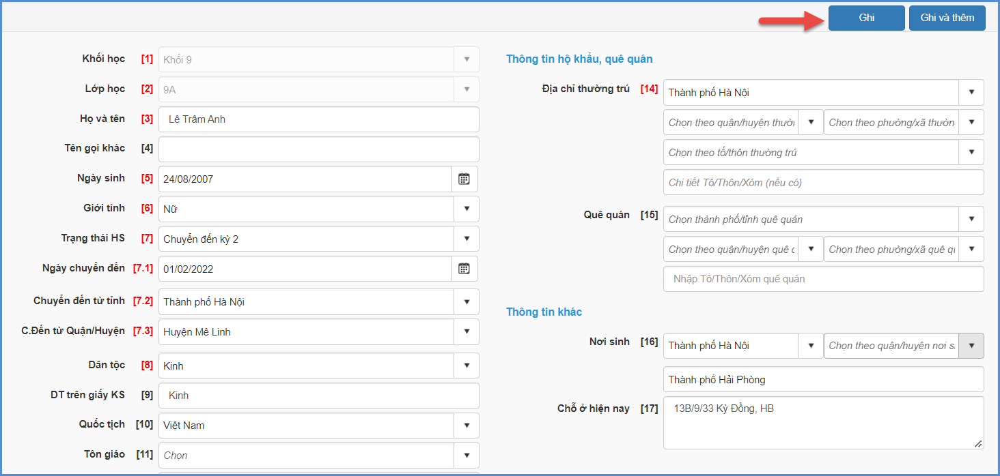 Ghi Ghi và thêm
Khối học [1] Khối 9
Lớp học [2] 9A
Họ và tên [3] Lê Trâm Anh
Tên gọi khác [4]
Ngày sinh [5] 24/08/2007
Giới tính [6] Nữ
Trạng thái HS [7] Chuyển đến kỳ 2
Ngày chuyển đến [7.1] 01/02/2022
Chuyển đến từ tỉnh [7.2] Thành phố Hà Nội
C.Đến từ Quận/Huyện [7.3] Huyện Mê Linh
Dân tộc [8] Kinh
DT trên giấy KS [9] Kinh
Quốc tịch [10] Việt Nam
Tôn giáo [11] Chọn
Thông tin hộ khẩu, quê quán
Địa chỉ thường trú [14] Thành phố Hà Nội
Chọn theo quận/huyện thườ Chọn theo phường/xã thườn
Chọn theo tổ/thôn thường trú
Chi tiết Tổ/Thôn/Xóm (nếu có)
Quê quán [15] Chọn thành phố/tỉnh quê quán
Chọn theo quận/huyện quê Chọn theo phường/xã quê
Nhập Tổ/Thôn/Xóm quê quán
Thông tin khác
Nơi sinh [16] Thành phố Hà Nội Chọn theo quận/huyện nơi
Thành phố Hải Phòng
Chỗ ở hiện nay [17] 13B/9/33 Kỳ Đồng, HB